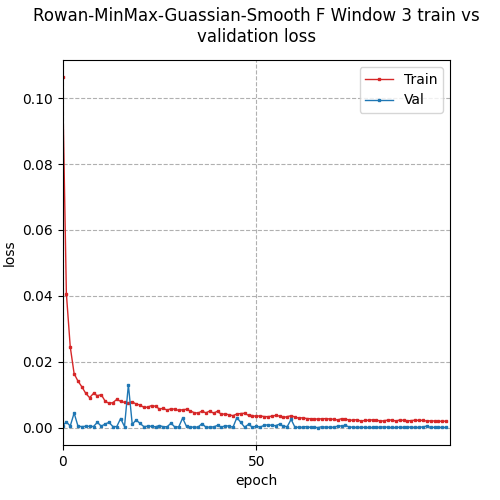 Rowan-MinMax-Guassian-Smooth F Window 3 train vs
validation loss
Train
Val
0.10
0.08
0.06
0.04
0.02
0.00
loss
0
50
epoch